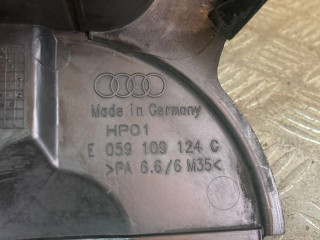 Made in Germany
HP01
E 059 109 124 G
>PA 6.6/6 M35<